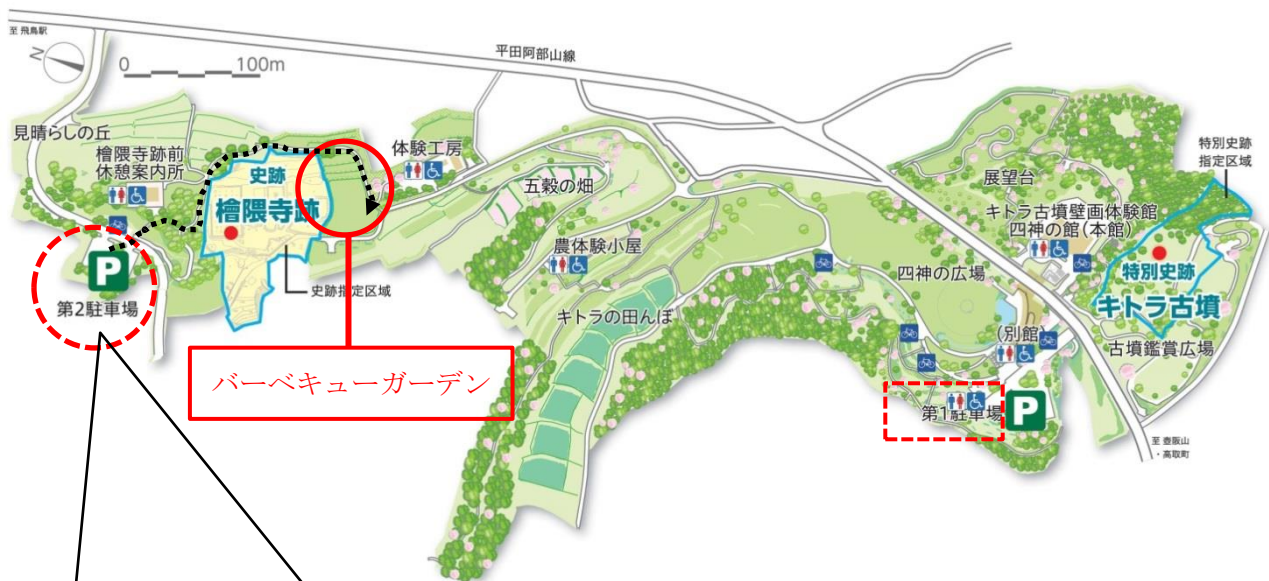 至 飛鳥駅
N
0 100m
平田阿部山線
見晴らしの丘
檜隈寺跡前
休憩案内所
史跡
檜隈寺跡
体験工房
五穀の畑
農体験小屋
キトラの田んぼ
史跡指定区域
P
第2駐車場
バーベキューガーデン
特別史跡
指定区域
展望台
キトラ古墳壁画体験館
四神の館(本館)
四神の広場
特別史跡
キトラ古墳
(別館)
古墳鑑賞広場
第1駐車場
P
至 壺阪山
・高取町